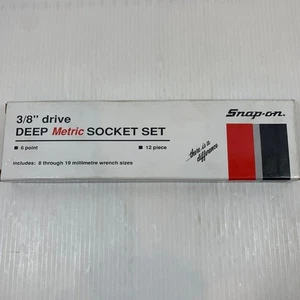 3/8" drive
DEEP Metric SOCKET SET
6 point
12 piece
includes: 8 through 19 millimetre wrench sizes
Snap-on
there is a
difference